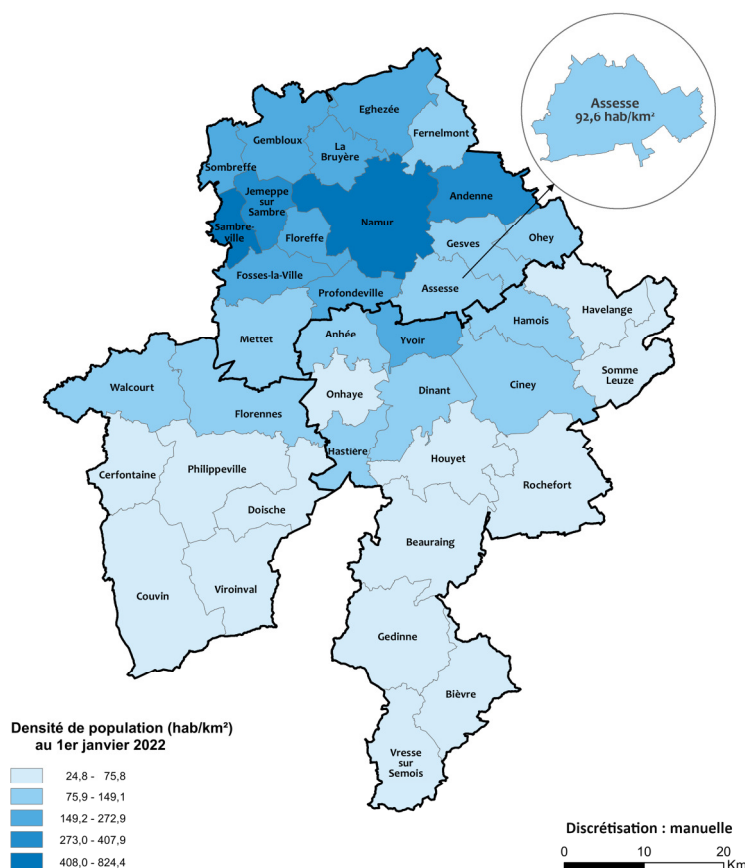 Assesse
92,6 hab/km²
Eghezée
Gembloux
La
Bruyère
Fernelmont
Sombreffe
Jemeppe
sur
Sambre
Andenne
Namur
Sambre-
ville
Floreffe
Gesves
Ohey
Fosses-la-Ville
Profondeville
Assesse
Havelange
Mettet
Anhée
Yvoir
Hamois
Somme
Leuze
Walcourt
Onhaye
Dinant
Ciney
Florennes
Hastière
Cerfontaine
Philippeville
Houyet
Rochefort
Doische
Beauraing
Couvin
Viroinval
Gedinne
Bièvre
Vresse
sur
Semois
Densité de population (hab/km²)
au 1er janvier 2022
24,8 - 75,8
75,9 - 149,1
149,2 - 272,9
273,0 - 407,9
408,0 - 824,4
Discrétisation : manuelle
0 10 20
Km